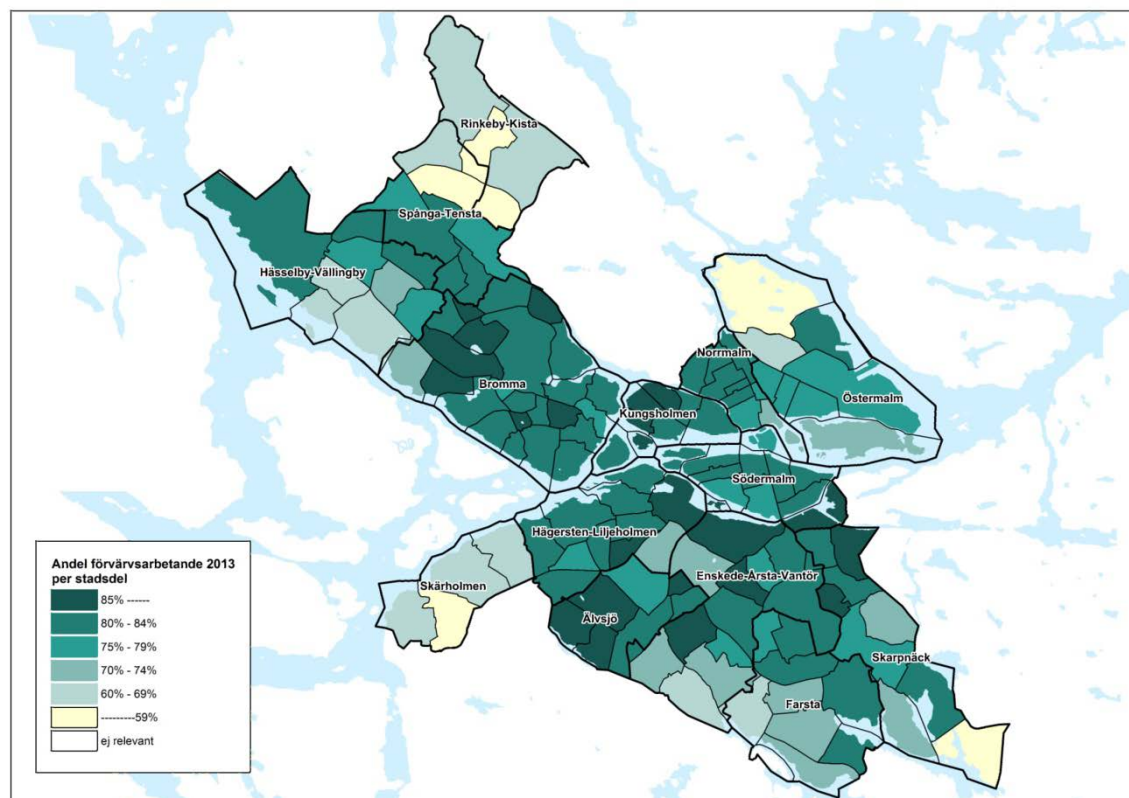 Rinkeby-Kista
Spånga-Tensta
Hässelby-Vällingby
Norrmalm
Bromma
Östermalm
Kungsholmen
Södermalm
Hägersten-Liljeholmen
Skärholmen
Enskede-Årsta-Vantör
Älvsjö
Skarpnäck
Farsta
Andel förvärvsarbetande 2013
per stadsdel
85% ------
80% - 84%
75% - 79%
70% - 74%
60% - 69%
---------59%
ej relevant